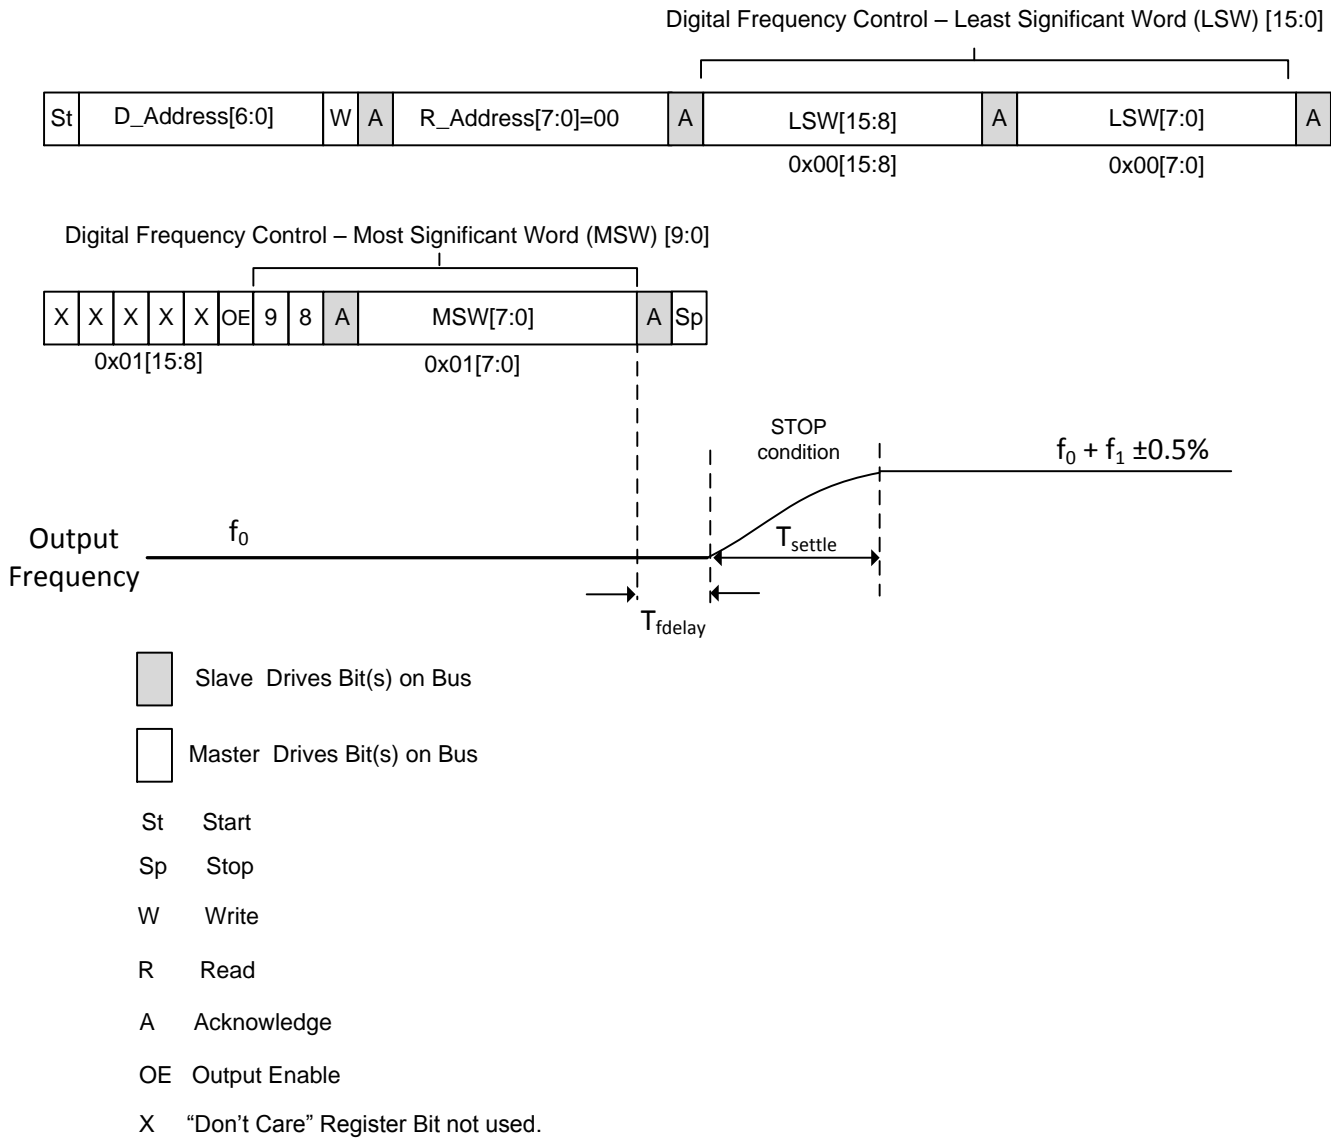 Digital Frequency Control – Least Significant Word (LSW) [15:0]
St D_Address[6:0] W A R_Address[7:0]=00 A LSW[15:8] A LSW[7:0] A
0x00[15:8] 0x00[7:0]
Digital Frequency Control – Most Significant Word (MSW) [9:0]
X X X X X OE 9 8 A MSW[7:0] A Sp
0x01[15:8] 0x01[7:0]
STOP
condition
f0 + f1 ±0.5%
f0
Output
Frequency
Tsettle
Tfdelay
Slave Drives Bit(s) on Bus
Master Drives Bit(s) on Bus
St Start
Sp Stop
W Write
R Read
A Acknowledge
OE Output Enable
X “Don’t Care” Register Bit not used.